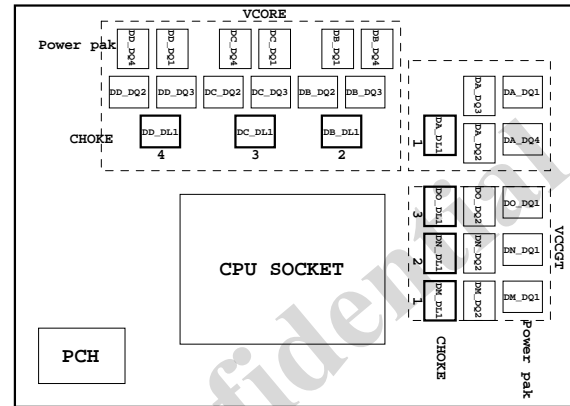 VCORE
Power pak
DD_DQ4
DD_DQ1
DC_DQ4
DC_DQ1
DB_DQ1
DB_DQ4
DD_DQ2
DD_DQ3
DC_DQ2
DC_DQ3
DB_DQ2
DB_DQ3
CHOKE
DD_DL1
DC_DL1
DB_DL1
4
3
2
DA_DQ3
DA_DQ1
1
DA_DL1
DA_DQ2
DA_DQ4
3
DO_DL1
DO_DQ2
DO_DQ1
2
DN_DL1
DN_DQ2
DN_DQ1
1
DM_DL1
DM_DQ2
DM_DQ1
VCCGT
CHOKE
Power pak
CPU SOCKET
PCH
nfidential